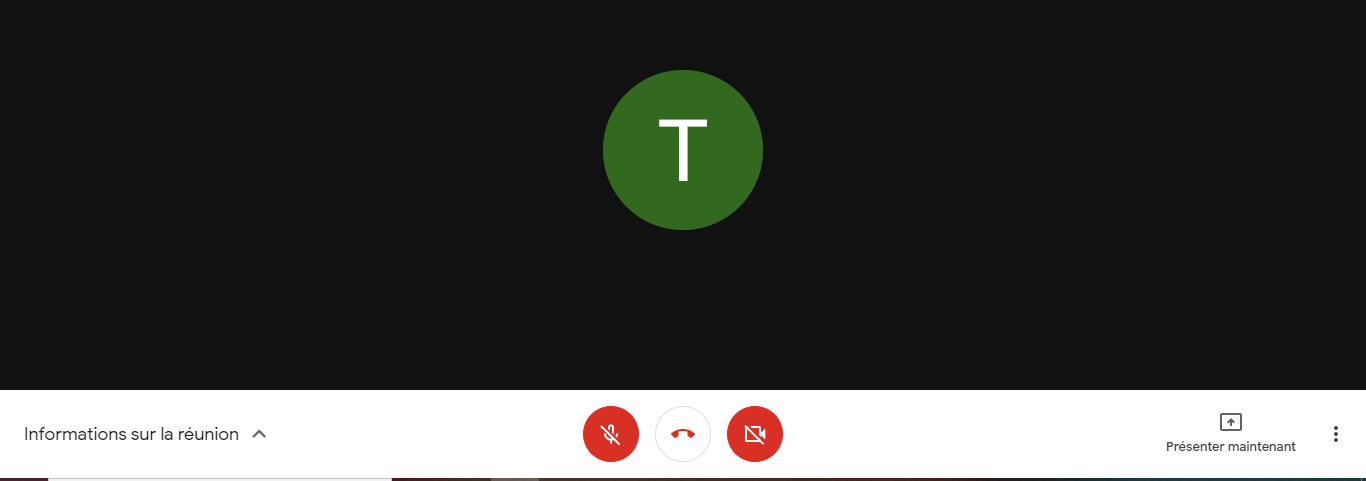 T
Informations sur la réunion
Présenter maintenant